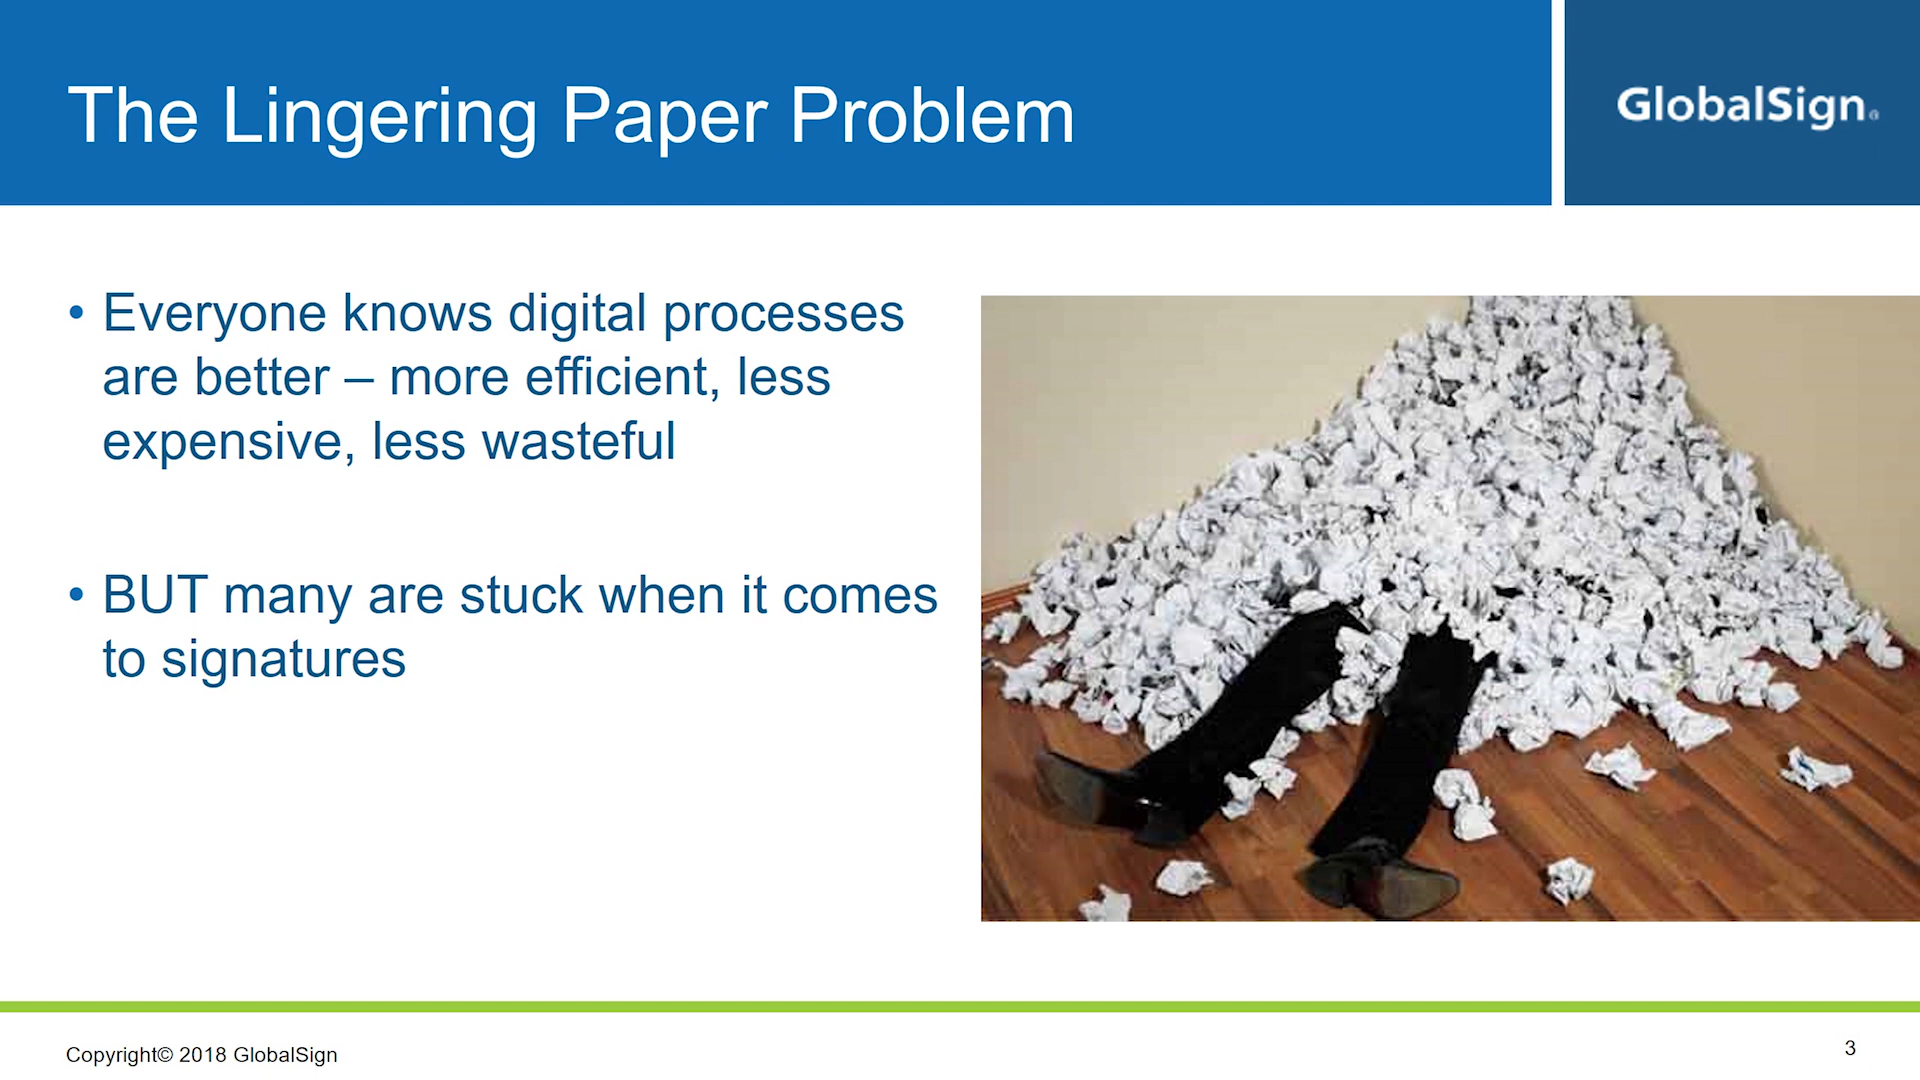 The Lingering Paper Problem
GlobalSign®
• Everyone knows digital processes
are better – more efficient, less
expensive, less wasteful
• BUT many are stuck when it comes
to signatures
Copyright© 2018 GlobalSign
3